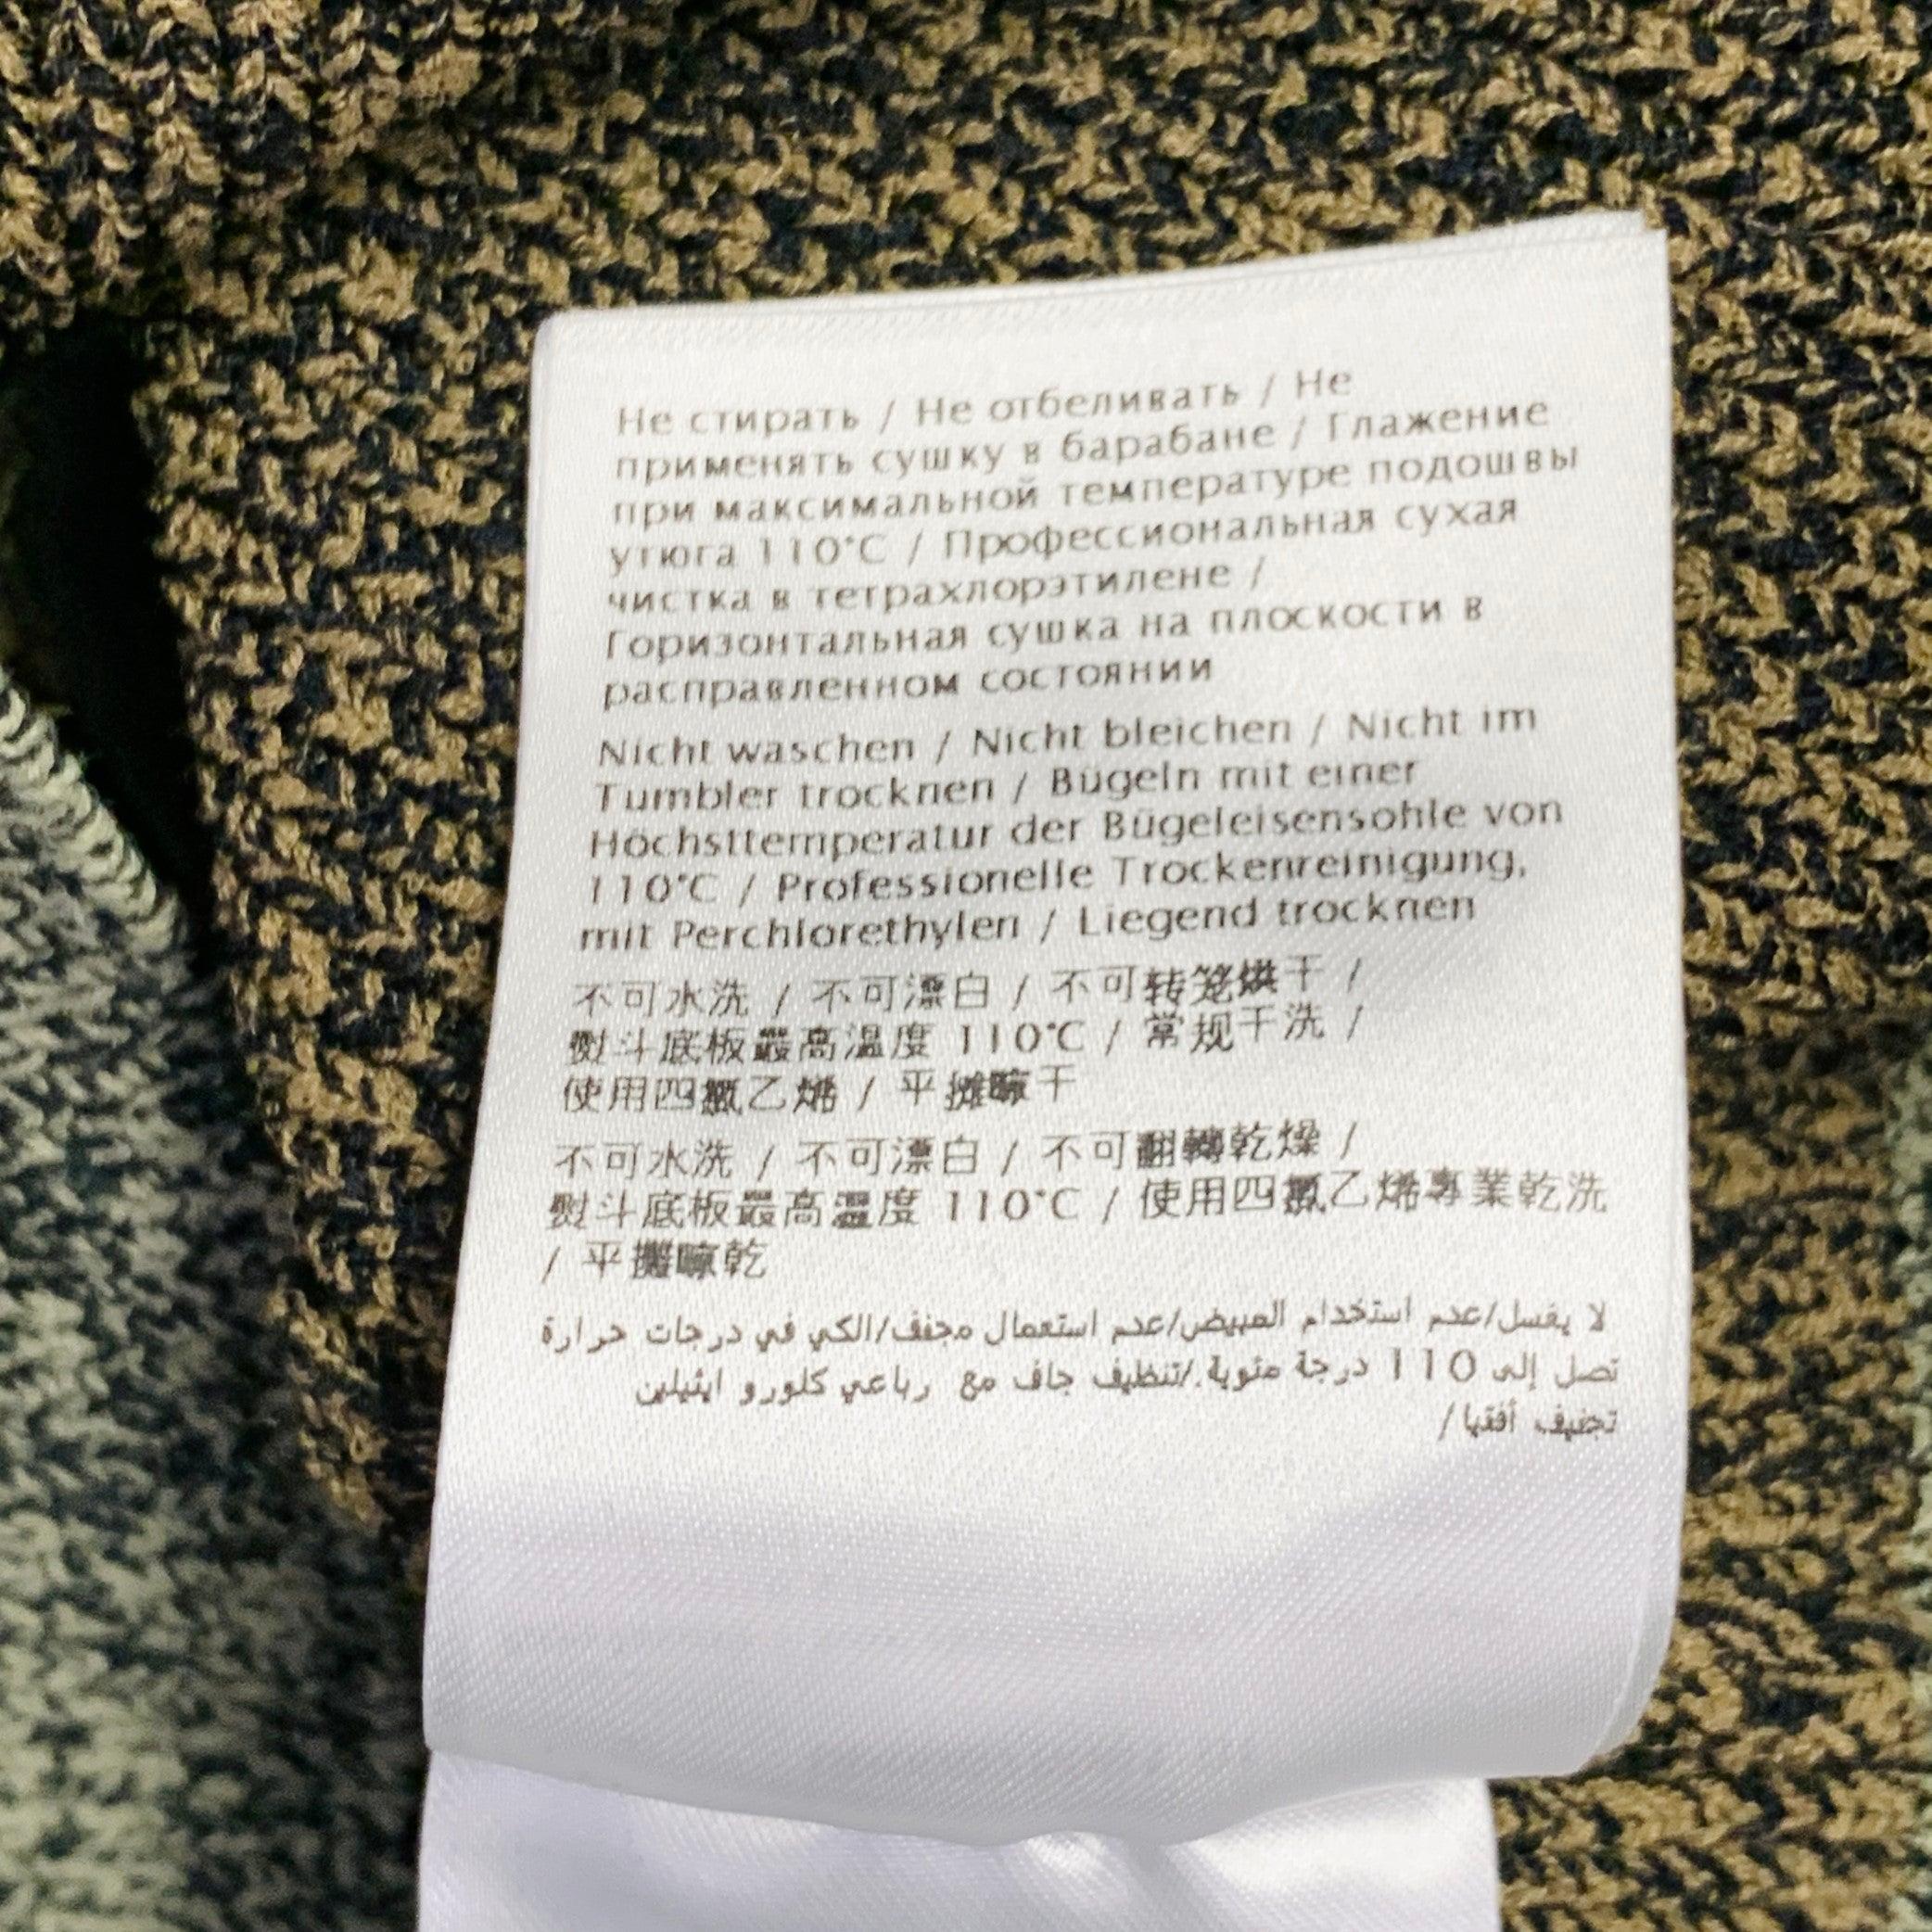 Не стирать / Не отбеливать / Не
применять сушку в барабане / Глажение
при максимальной температуре подошвы
утюга 110°C / Профессиональная сухая
чистка в тетрахлорэтилене /
Горизонтальная сушка на плоскости в
расправленном состоянии
Nicht waschen / Nicht bleichen / Nicht im
Tumbler trocknen / Bügeln mit einer
Höchsttemperatur der Bügeleisensohle von
110°C / Professionelle Trockenreinigung,
mit Perchlorethylen / Liegend trocknen
不可水洗 / 不可漂白 / 不可转笼烘干 /
熨斗底板最高温度 110°C / 常规干洗 /
使用四氯乙烯 / 平摊晾干
不可水洗 / 不可漂白 / 不可翻轉乾燥 /
熨斗底板最高溫度 110°C / 使用四氯乙烯專業乾洗
/ 平攤晾乾
لا يغسل/عدم استخدام المبيض/عدم استعمال مجفف/الكي في درجات حرارة
تصل إلى 110 درجة مئوية./تنظيف جاف مع رباعي كلورو ايثيلين
تجفيف أفقيا/